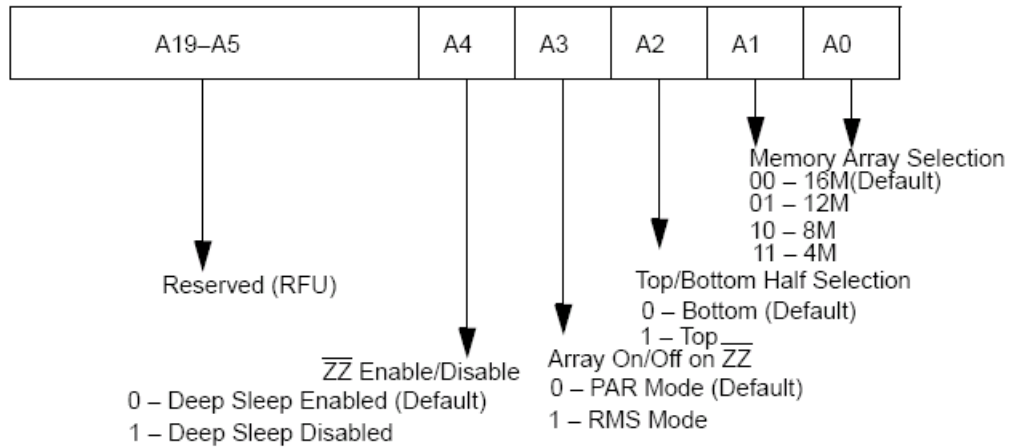 A19–A5 A4 A3 A2 A1 A0
Memory Array Selection
00 – 16M(Default)
01 – 12M
10 – 8M
11 – 4M
Reserved (RFU)
Top/Bottom Half Selection
0 – Bottom (Default)
1 – Top
Z̅Z̅ Enable/Disable
0 – Deep Sleep Enabled (Default)
1 – Deep Sleep Disabled
Array On/Off on Z̅Z̅
0 – PAR Mode (Default)
1 – RMS Mode